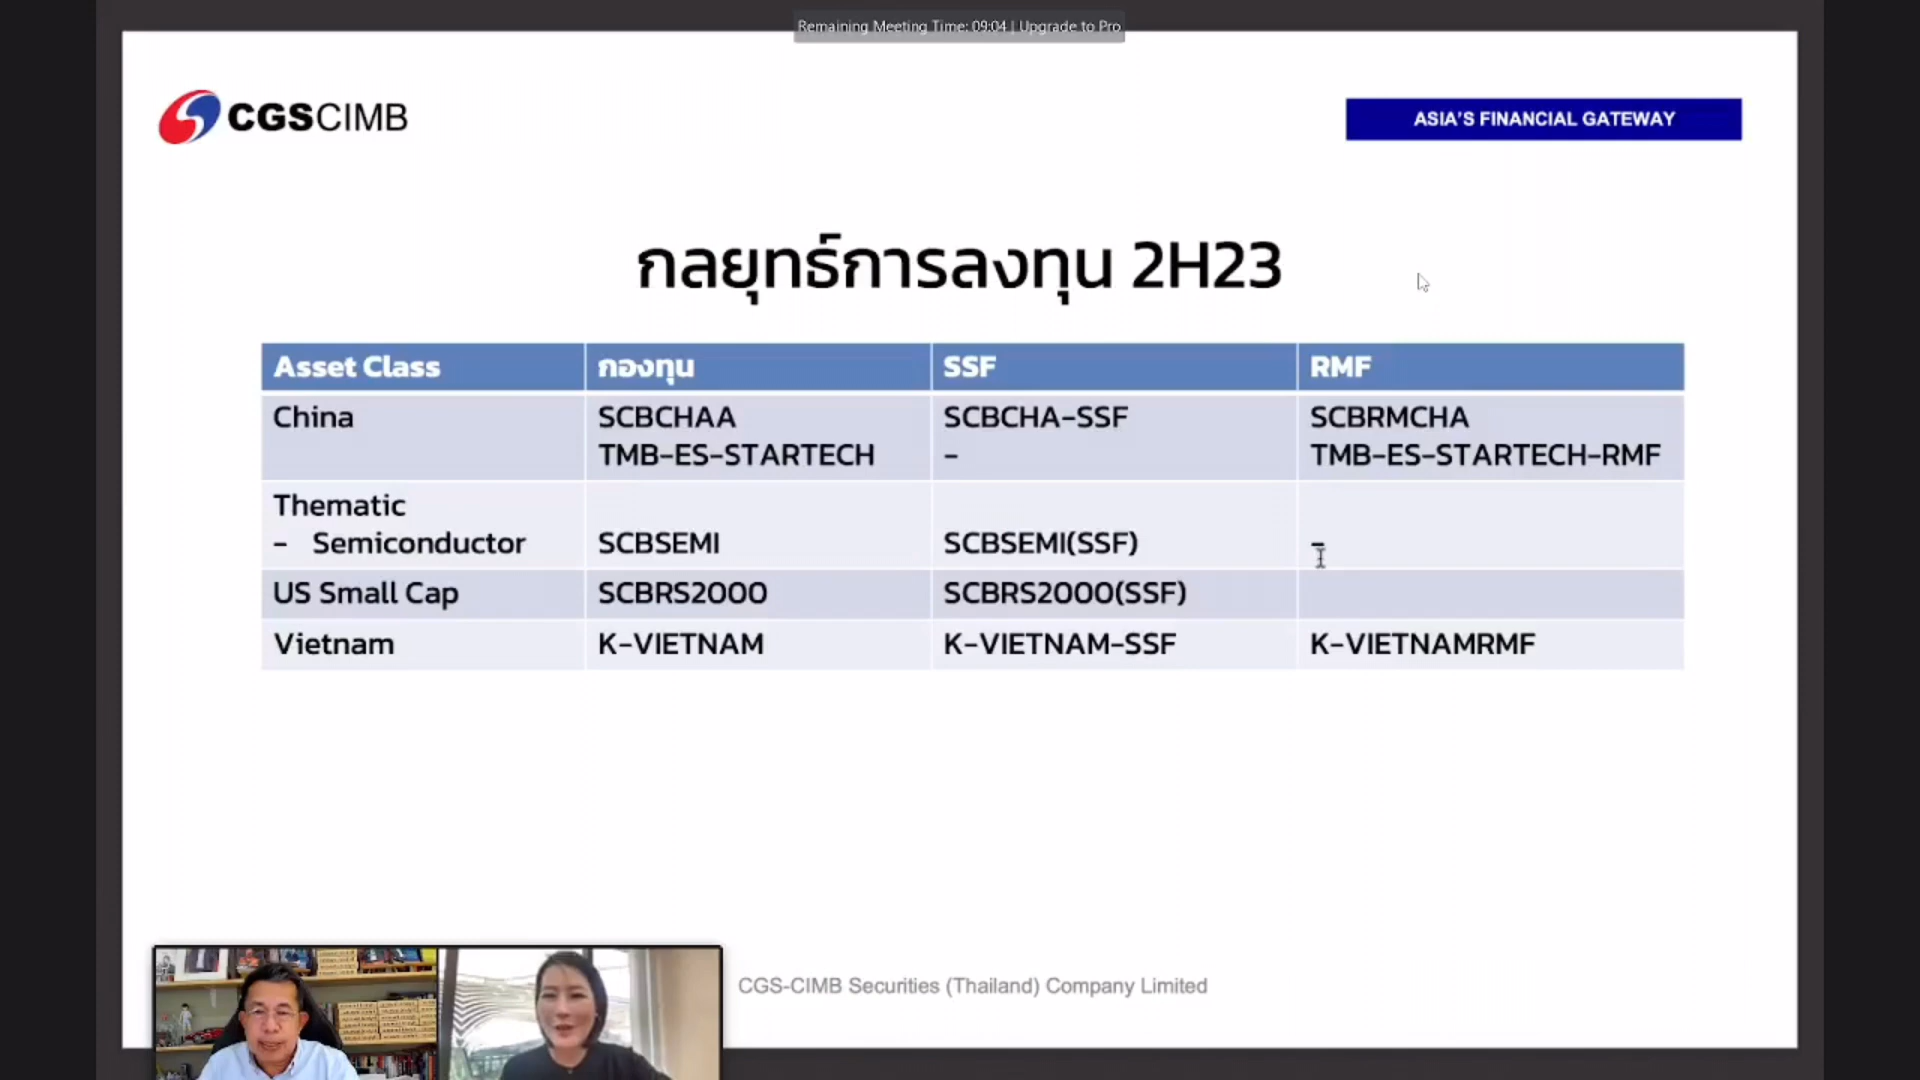 Remaining Meeting Time: 09:04 | Upgrade to Pro
CGSCIMB
ASIA'S FINANCIAL GATEWAY
กลยุทธ์การลงทุน 2H23
Asset Class กองทุน SSF RMF
China SCBCHAA SCBCHA-SSF SCBRMCHA
TMB-ES-STARTECH - TMB-ES-STARTECH-RMF
Thematic
- Semiconductor SCBSEMI SCBSEMI(SSF) -
US Small Cap SCBRS2000 SCBRS2000(SSF)
Vietnam K-VIETNAM K-VIETNAM-SSF K-VIETNAMRMF
CGS-CIMB Securities (Thailand) Company Limited